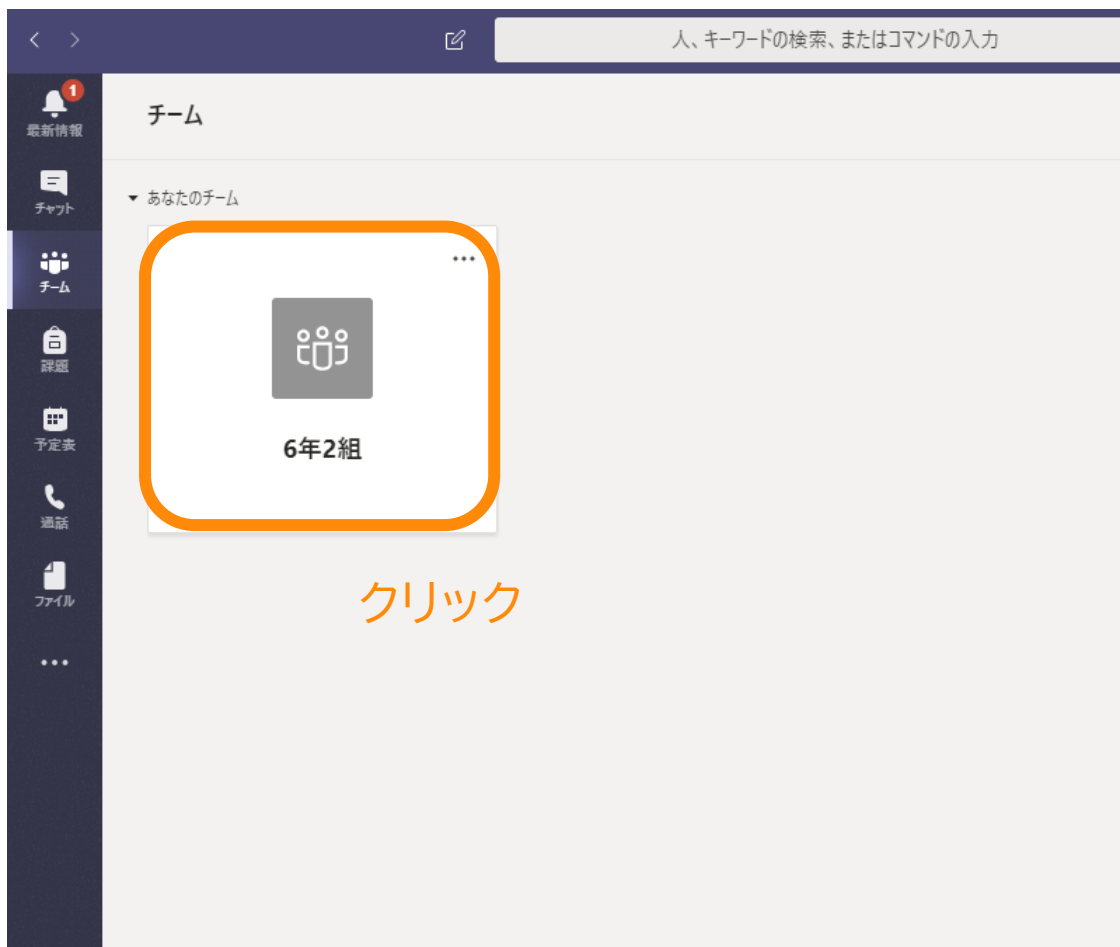 人、キーワードの検索、またはコマンドの入力
1
最新情報
チャット
チーム
課題
予定表
通話
ファイル
チーム
あなたのチーム
6年2組
クリック